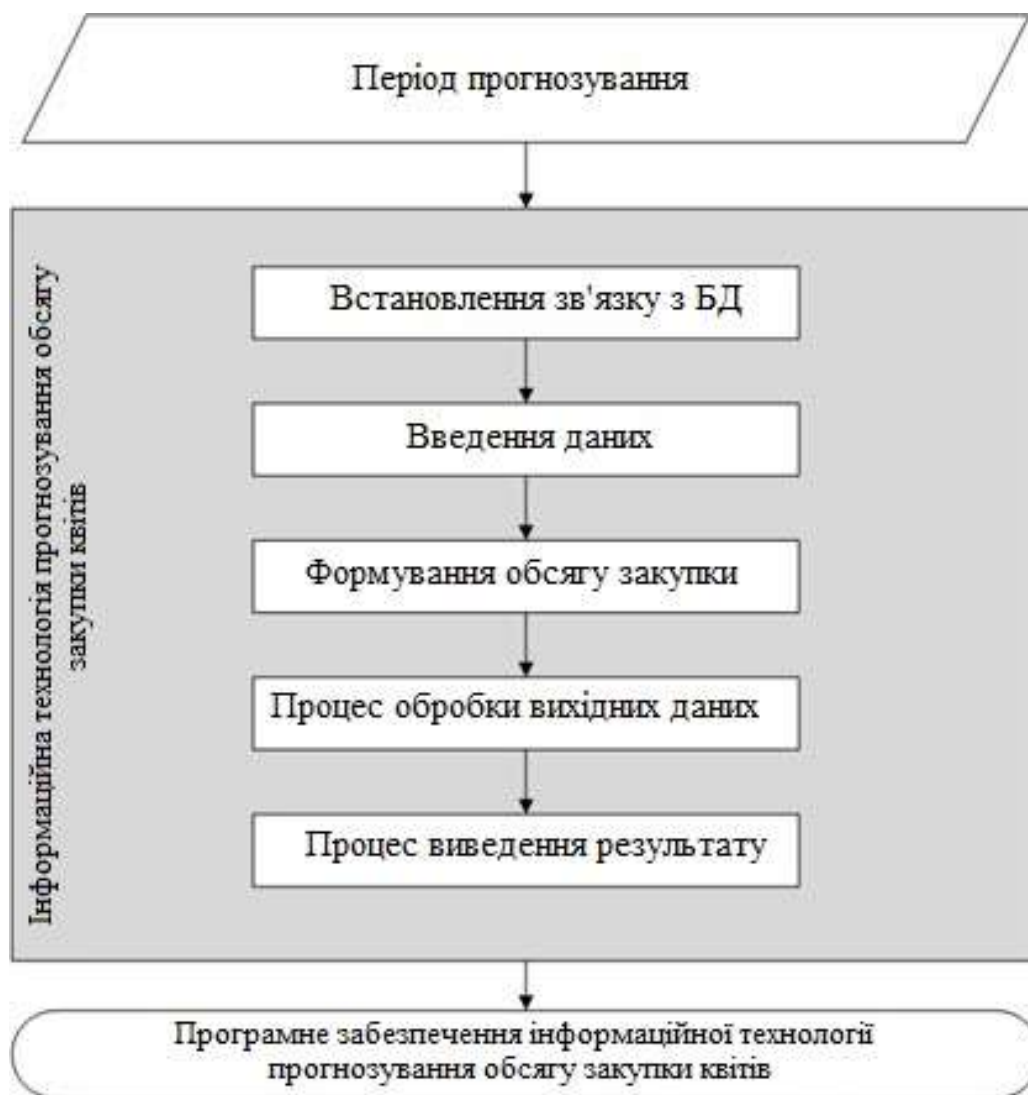 Період прогнозування
Інформаційна технологія прогнозування обсягу
закупки квітів
Встановлення зв'язку з БД
Введення даних
Формування обсягу закупки
Процес обробки вихідних даних
Процес виведення результату
Програмне забезпечення інформаційної технології
прогнозування обсягу закупки квітів